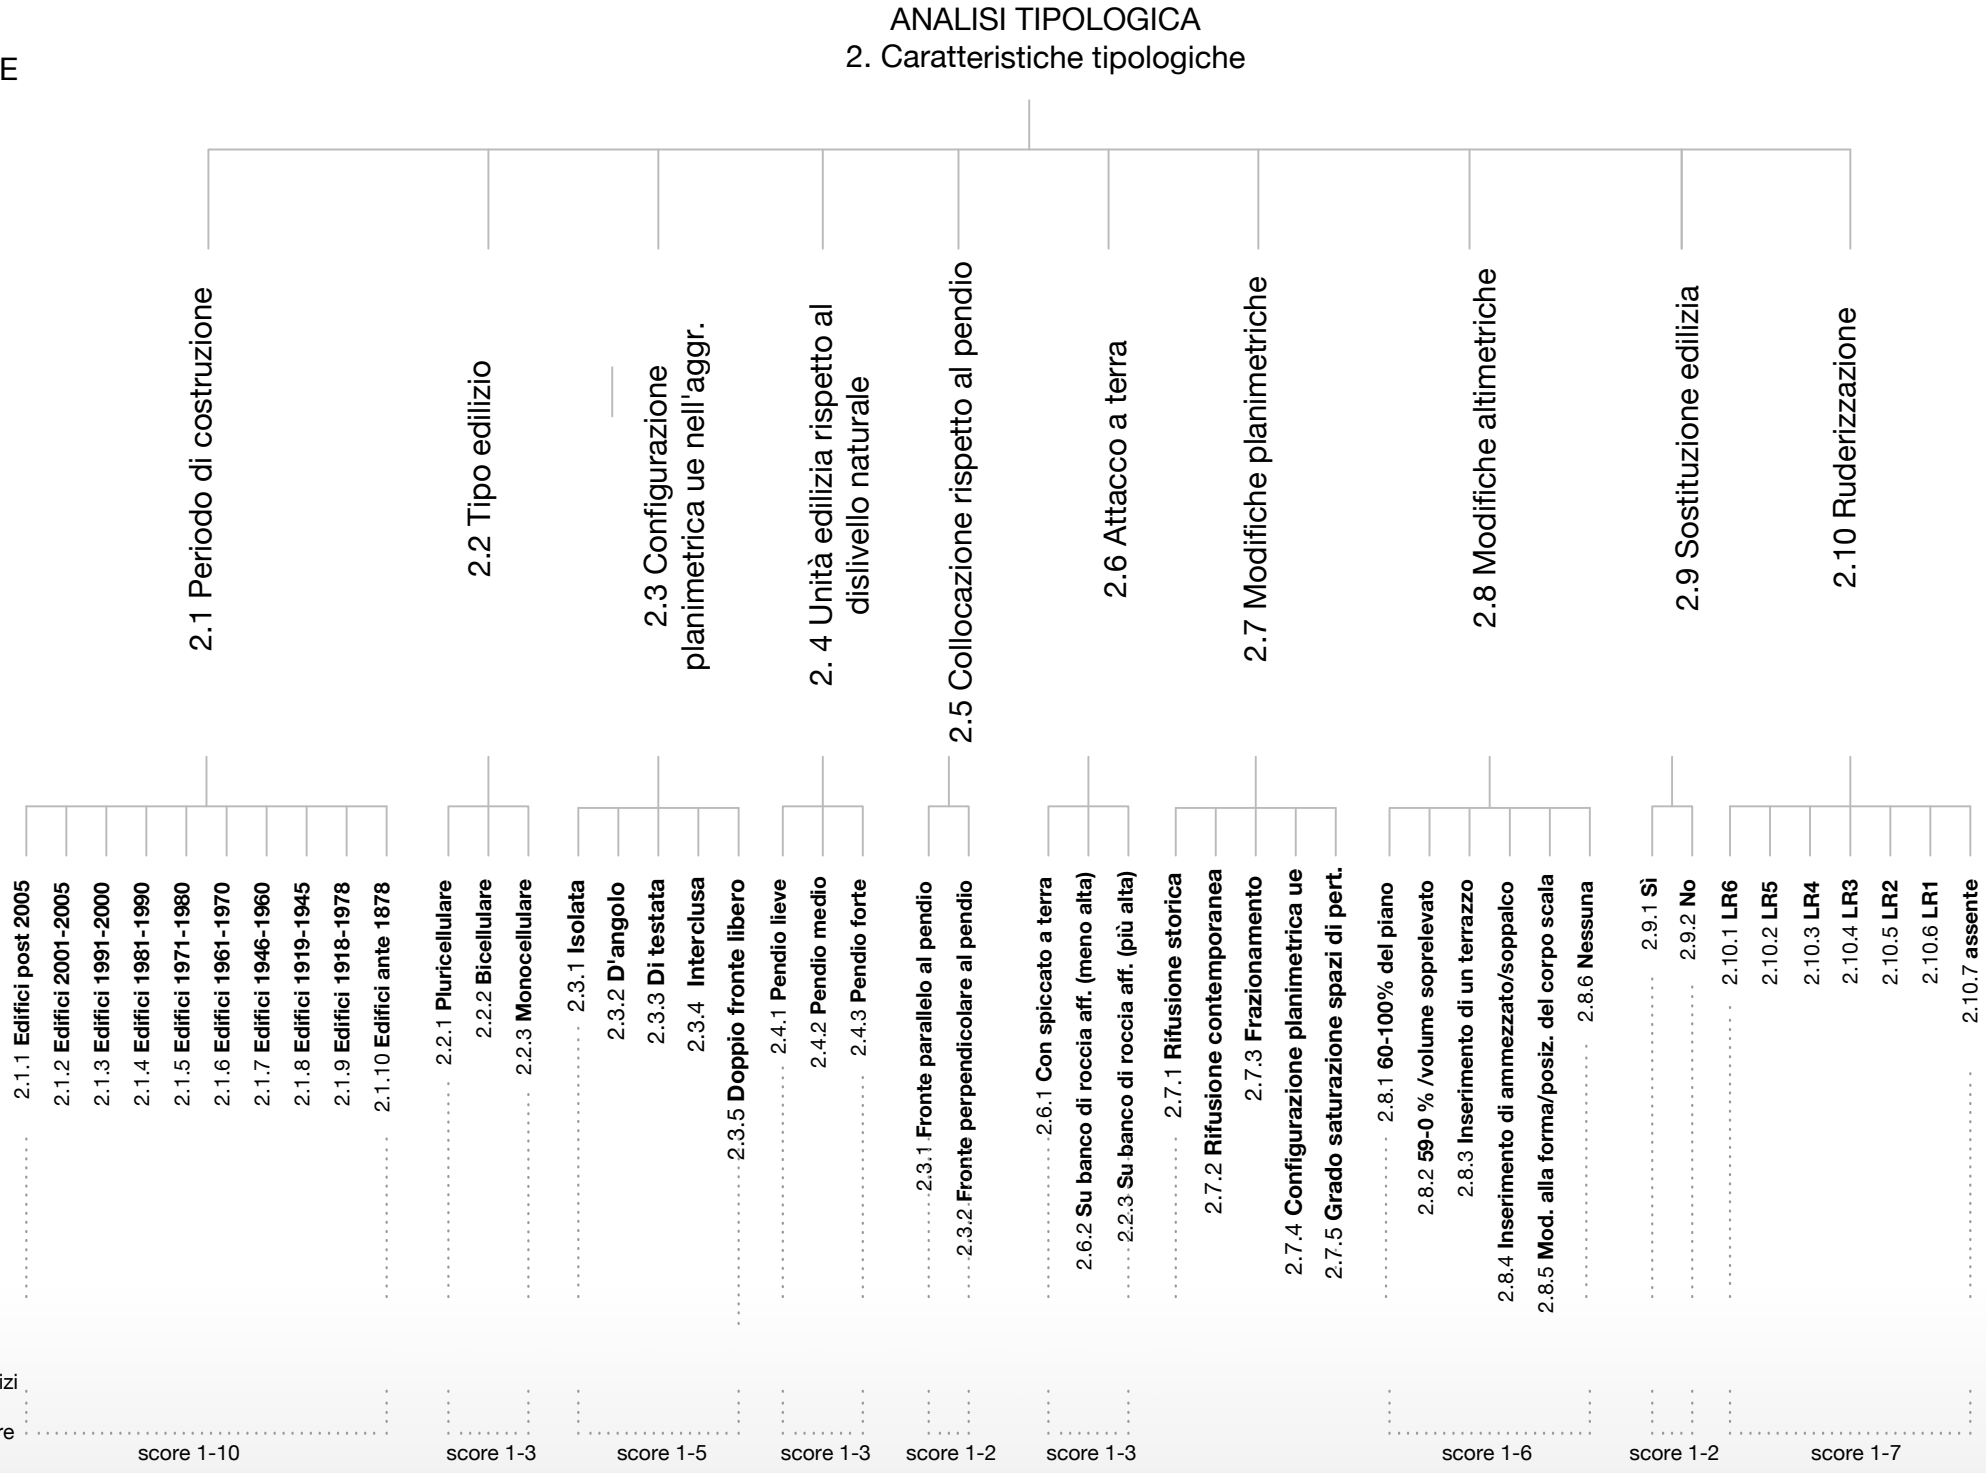 ANALISI TIPOLOGICA
2. Caratteristiche tipologiche
E
2.1 Periodo di costruzione
2.2 Tipo edilizio
2.3 Configurazione
planimetrica ue nell'aggr.
2. 4 Unità edilizia rispetto al
dislivello naturale
2.5 Collocazione rispetto al pendio
2.6 Attacco a terra
2.7 Modifiche planimetriche
2.8 Modifiche altimetriche
2.9 Sostituzione edilizia
2.10 Ruderizzazione
2.1.1 Edifici post 2005
2.1.2 Edifici 2001-2005
2.1.3 Edifici 1991-2000
2.1.4 Edifici 1981-1990
2.1.5 Edifici 1971-1980
2.1.6 Edifici 1961-1970
2.1.7 Edifici 1946-1960
2.1.8 Edifici 1919-1945
2.1.9 Edifici 1918-1978
2.1.10 Edifici ante 1878
2.2.1 Pluricellulare
2.2.2 Bicellulare
2.2.3 Monocellulare
2.3.1 Isolata
2.3.2 D'angolo
2.3.3 Di testata
2.3.4 Interclusa
2.3.5 Doppio fronte libero
2.4.1 Pendio lieve
2.4.2 Pendio medio
2.4.3 Pendio forte
2.3.1 Fronte parallelo al pendio
2.3.2 Fronte perpendicolare al pendio
2.6.1 Con spiccato a terra
2.6.2 Su banco di roccia aff. (meno alta)
2.2.3 Su banco di roccia aff. (più alta)
2.7.1 Rifusione storica
2.7.2 Rifusione contemporanea
2.7.3 Frazionamento
2.7.4 Configurazione planimetrica ue
2.7.5 Grado saturazione spazi di pert.
2.8.1 60-100% del piano
2.8.2 59-0 % /volume soprelevato
2.8.3 Inserimento di un terrazzo
2.8.4 Inserimento di ammezzato/soppalco
2.8.5 Mod. alla forma/posiz. del corpo scala
2.8.6 Nessuna
2.9.1 Sì
2.9.2 No
2.10.1 LR6
2.10.2 LR5
2.10.3 LR4
2.10.4 LR3
2.10.5 LR2
2.10.6 LR1
2.10.7 assente
izi
re
score 1-10
score 1-3
score 1-5
score 1-3
score 1-2
score 1-3
score 1-6
score 1-2
score 1-7